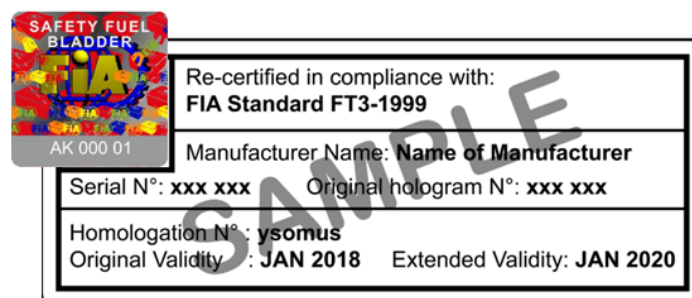 SAFETY FUEL
BLADDER
FIA
AK 000 01
Re-certified in compliance with:
FIA Standard FT3-1999
Manufacturer Name: Name of Manufacturer
Serial N°: xxx xxx Original hologram N°: xxx xxx
Homologation N° : ysomus
Original Validity : JAN 2018 Extended Validity: JAN 2020
SAMPLE